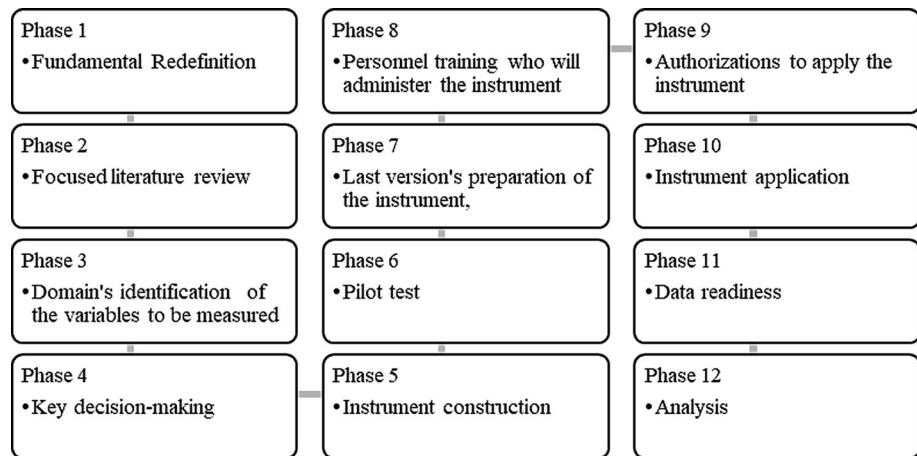 Phase 1
•Fundamental Redefinition
Phase 2
•Focused literature review
Phase 3
•Domain's identification of
the variables to be measured
Phase 4
•Key decision-making
Phase 5
•Instrument construction
Phase 6
•Pilot test
Phase 7
•Last version's preparation of
the instrument,
Phase 8
•Personnel training who will
administer the instrument
Phase 9
•Authorizations to apply the
instrument
Phase 10
•Instrument application
Phase 11
•Data readiness
Phase 12
•Analysis